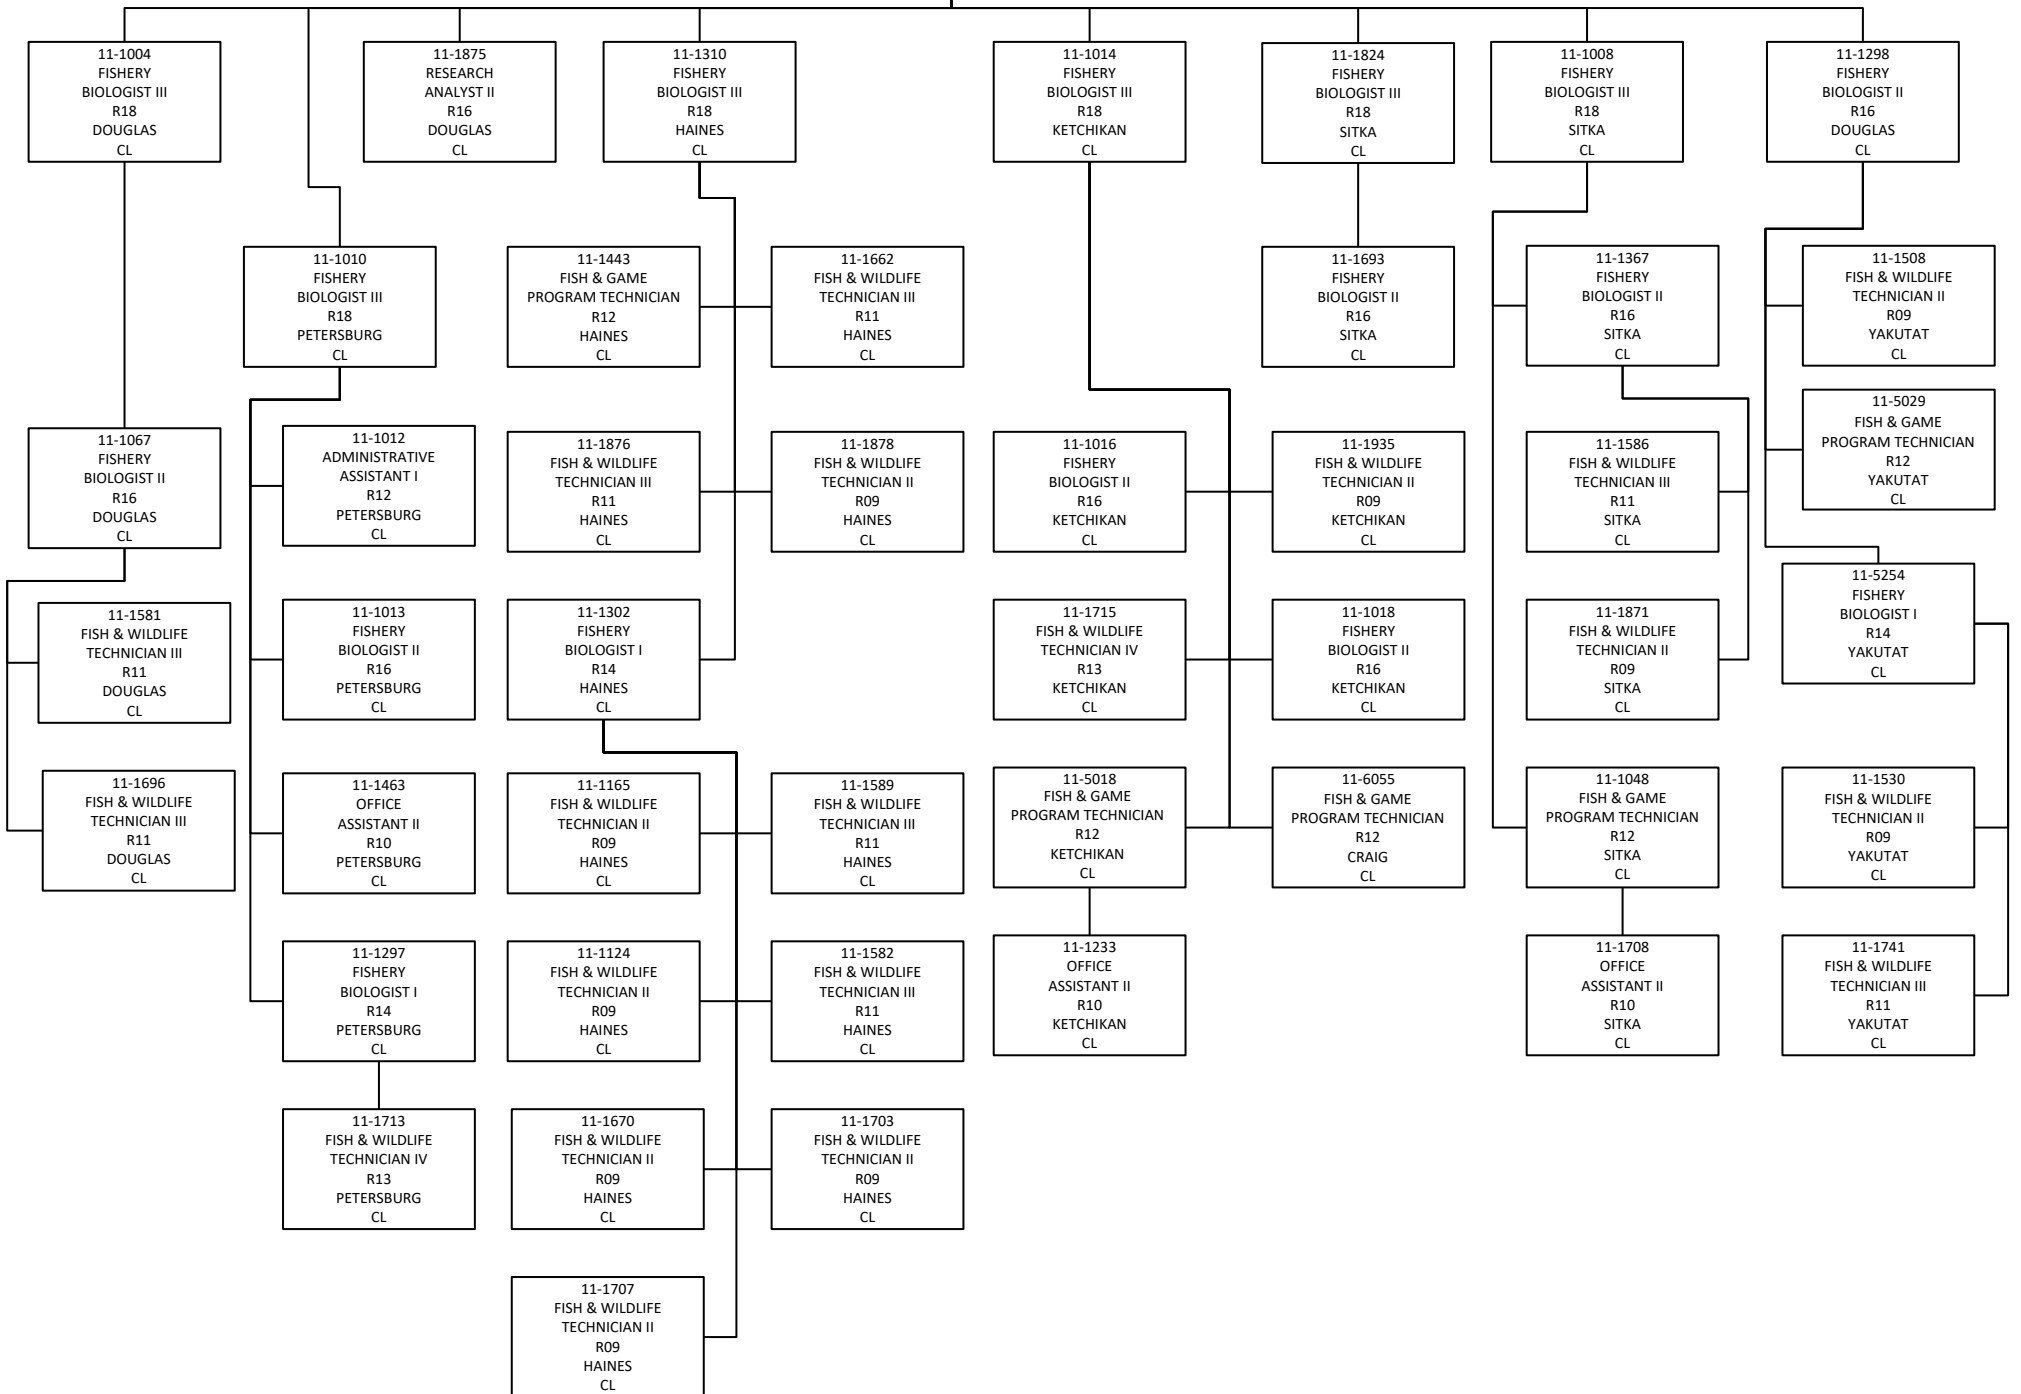 11-1004
FISHERY
BIOLOGIST III
R18
DOUGLAS
CL
11-1875
RESEARCH
ANALYST II
R16
DOUGLAS
CL
11-1310
FISHERY
BIOLOGIST III
R18
HAINES
CL
11-1014
FISHERY
BIOLOGIST III
R18
KETCHIKAN
CL
11-1824
FISHERY
BIOLOGIST III
R18
SITKA
CL
11-1008
FISHERY
BIOLOGIST III
R18
SITKA
CL
11-1298
FISHERY
BIOLOGIST II
R16
DOUGLAS
CL
11-1010
FISHERY
BIOLOGIST III
R18
PETERSBURG
CL
11-1443
FISH & GAME
PROGRAM TECHNICIAN
R12
HAINES
CL
11-1662
FISH & WILDLIFE
TECHNICIAN III
R11
HAINES
CL
11-1693
FISHERY
BIOLOGIST II
R16
SITKA
CL
11-1367
FISHERY
BIOLOGIST II
R16
SITKA
CL
11-1508
FISH & WILDLIFE
TECHNICIAN II
R09
YAKUTAT
CL
11-5029
FISH & GAME
PROGRAM TECHNICIAN
R12
YAKUTAT
CL
11-1067
FISHERY
BIOLOGIST II
R16
DOUGLAS
CL
11-1012
ADMINISTRATIVE
ASSISTANT I
R12
PETERSBURG
CL
11-1876
FISH & WILDLIFE
TECHNICIAN III
R11
HAINES
CL
11-1878
FISH & WILDLIFE
TECHNICIAN II
R09
HAINES
CL
11-1016
FISHERY
BIOLOGIST II
R16
KETCHIKAN
CL
11-1935
FISH & WILDLIFE
TECHNICIAN II
R09
KETCHIKAN
CL
11-1586
FISH & WILDLIFE
TECHNICIAN III
R11
SITKA
CL
11-5254
FISHERY
BIOLOGIST I
R14
YAKUTAT
CL
11-1581
FISH & WILDLIFE
TECHNICIAN III
R11
DOUGLAS
CL
11-1013
FISHERY
BIOLOGIST II
R16
PETERSBURG
CL
11-1302
FISHERY
BIOLOGIST I
R14
HAINES
CL
11-1715
FISH & WILDLIFE
TECHNICIAN IV
R13
KETCHIKAN
CL
11-1018
FISHERY
BIOLOGIST II
R16
KETCHIKAN
CL
11-1871
FISH & WILDLIFE
TECHNICIAN II
R09
SITKA
CL
11-1696
FISH & WILDLIFE
TECHNICIAN III
R11
DOUGLAS
CL
11-1463
OFFICE
ASSISTANT II
R10
PETERSBURG
CL
11-1165
FISH & WILDLIFE
TECHNICIAN II
R09
HAINES
CL
11-1589
FISH & WILDLIFE
TECHNICIAN III
R11
HAINES
CL
11-5018
FISH & GAME
PROGRAM TECHNICIAN
R12
KETCHIKAN
CL
11-6055
FISH & GAME
PROGRAM TECHNICIAN
R12
CRAIG
CL
11-1048
FISH & GAME
PROGRAM TECHNICIAN
R12
SITKA
CL
11-1530
FISH & WILDLIFE
TECHNICIAN II
R09
YAKUTAT
CL
11-1297
FISHERY
BIOLOGIST I
R14
PETERSBURG
CL
11-1124
FISH & WILDLIFE
TECHNICIAN II
R09
HAINES
CL
11-1582
FISH & WILDLIFE
TECHNICIAN III
R11
HAINES
CL
11-1233
OFFICE
ASSISTANT II
R10
KETCHIKAN
CL
11-1708
OFFICE
ASSISTANT II
R10
SITKA
CL
11-1741
FISH & WILDLIFE
TECHNICIAN III
R11
YAKUTAT
CL
11-1713
FISH & WILDLIFE
TECHNICIAN IV
R13
PETERSBURG
CL
11-1670
FISH & WILDLIFE
TECHNICIAN II
R09
HAINES
CL
11-1703
FISH & WILDLIFE
TECHNICIAN II
R09
HAINES
CL
11-1707
FISH & WILDLIFE
TECHNICIAN II
R09
HAINES
CL